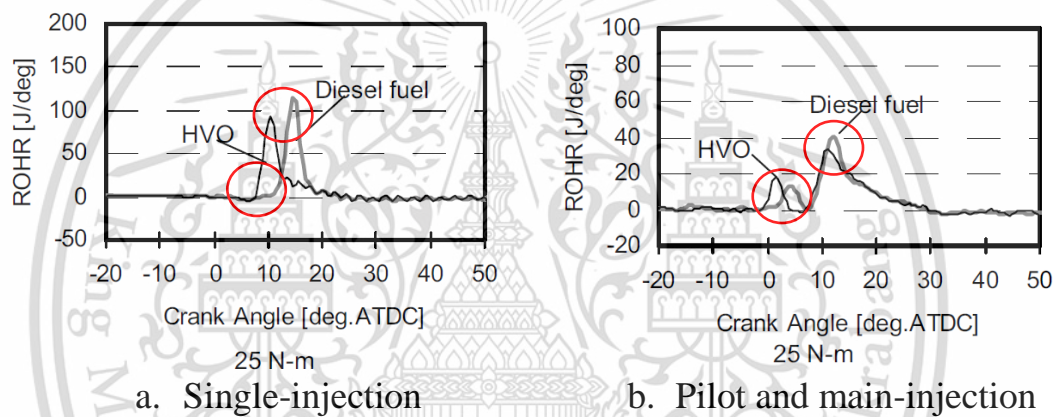 200
150
100
50
0
-50
ROHR [J/deg]
Diesel fuel
HVO
-20 -10 0 10 20 30 40 50
Crank Angle [deg.ATDC]
25 N-m
a. Single-injection
100
80
60
40
20
0
-20
ROHR [J/deg]
Diesel fuel
HVO
-20 -10 0 10 20 30 40 50
Crank Angle [deg.ATDC]
25 N-m
b. Pilot and main-injection